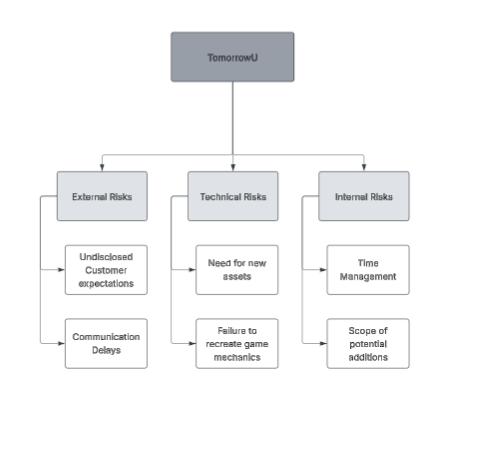 TomorrowU
External Risks
Technical Risks
Internal Risks
Undisclosed
Customer
expectations
Need for new
assets
Time
Management
Communication
Delays
Failure to
recreate game
mechanics
Scope of
potential
additions